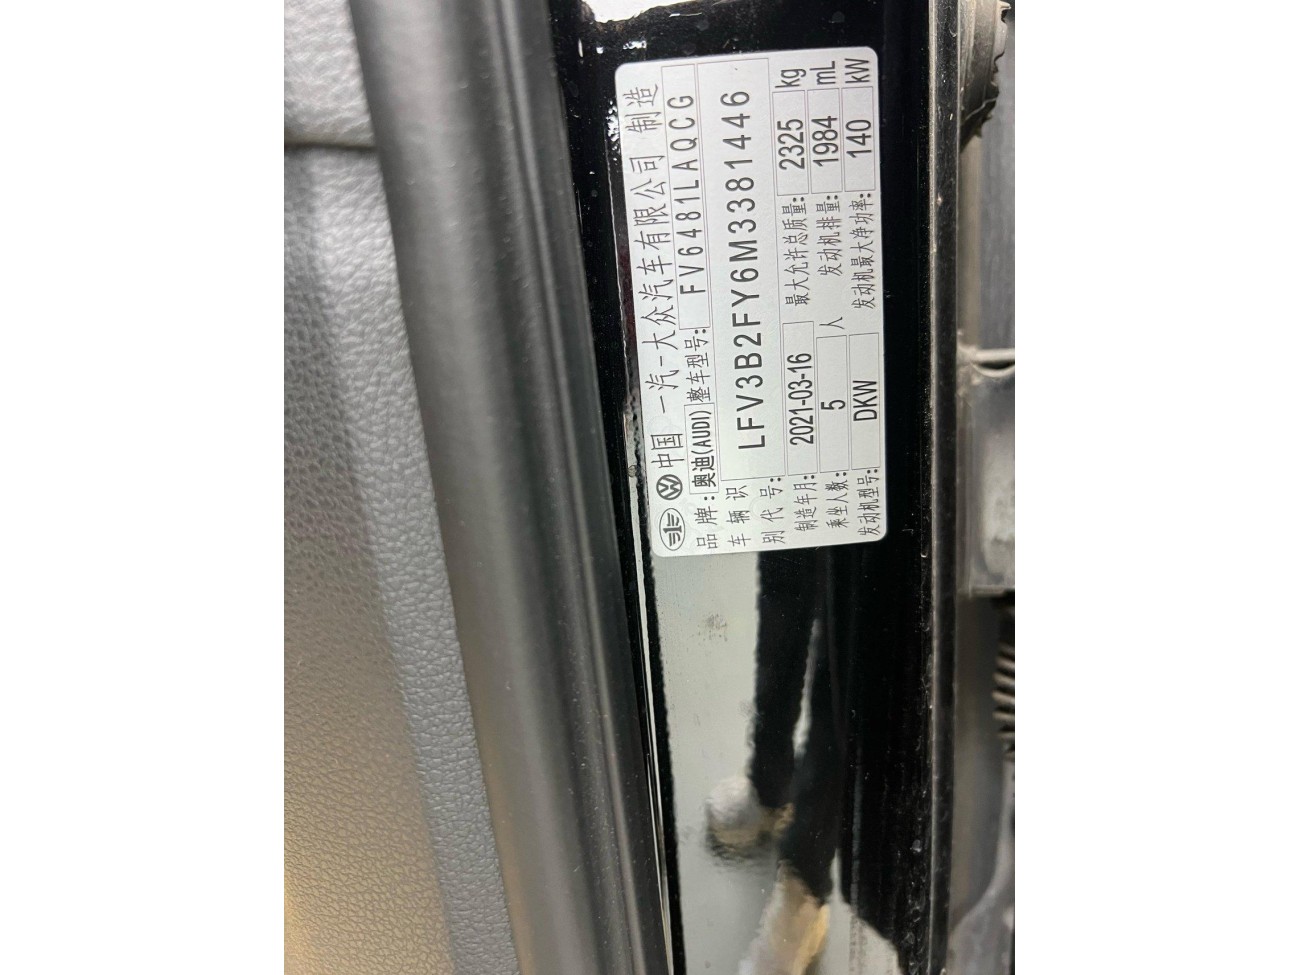 中国 一汽-大众汽车有限公司 制造
品牌:奥迪(AUDI) 整车型号:FV6481LAQCG
车辆识别代号: LFV3B2FY6M3381446
制造年月: 2021-03-16 最大允许总质量: 2325 kg
乘坐人数: 5 人 发动机排量: 1984 mL
发动机型号: DKW 发动机最大净功率: 140 kW